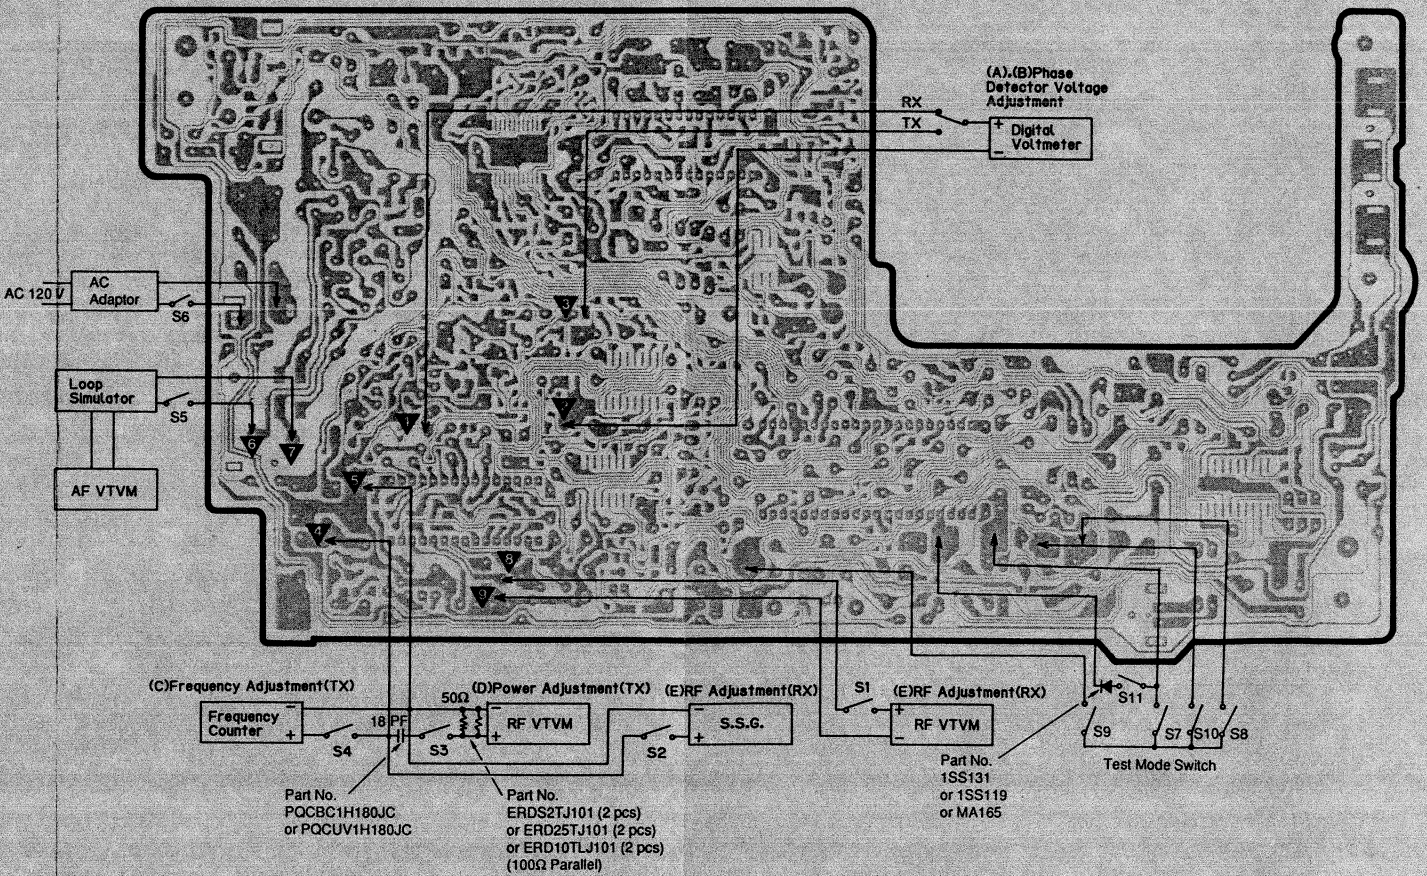 (A).(B)Phase
Detector Voltage
Adjustment
RX
TX
+ Digital
− Voltmeter
AC 120 V
AC
Adaptor
S6
3
Loop
Simulator
S5
1
6
7
AF VTVM
5
4
8
9
(C)Frequency Adjustment(TX)
50Ω
(D)Power Adjustment(TX)
(E)RF Adjustment(RX)
S1
(E)RF Adjustment(RX)
S11
Frequency −
Counter +
S4
18 PF
S3
−
RF VTVM
+
S2
−
S.S.G.
+
+
RF VTVM
−
S9
S7
S10
S8
Test Mode Switch
Part No.
1SS131
or 1SS119
or MA165
Part No.
PQCBC1H180JC
or PQCUV1H180JC
Part No.
ERDS2TJ101 (2 pcs)
or ERD25TJ101 (2 pcs)
or ERD10TLJ101 (2 pcs)
(100Ω Parallel)